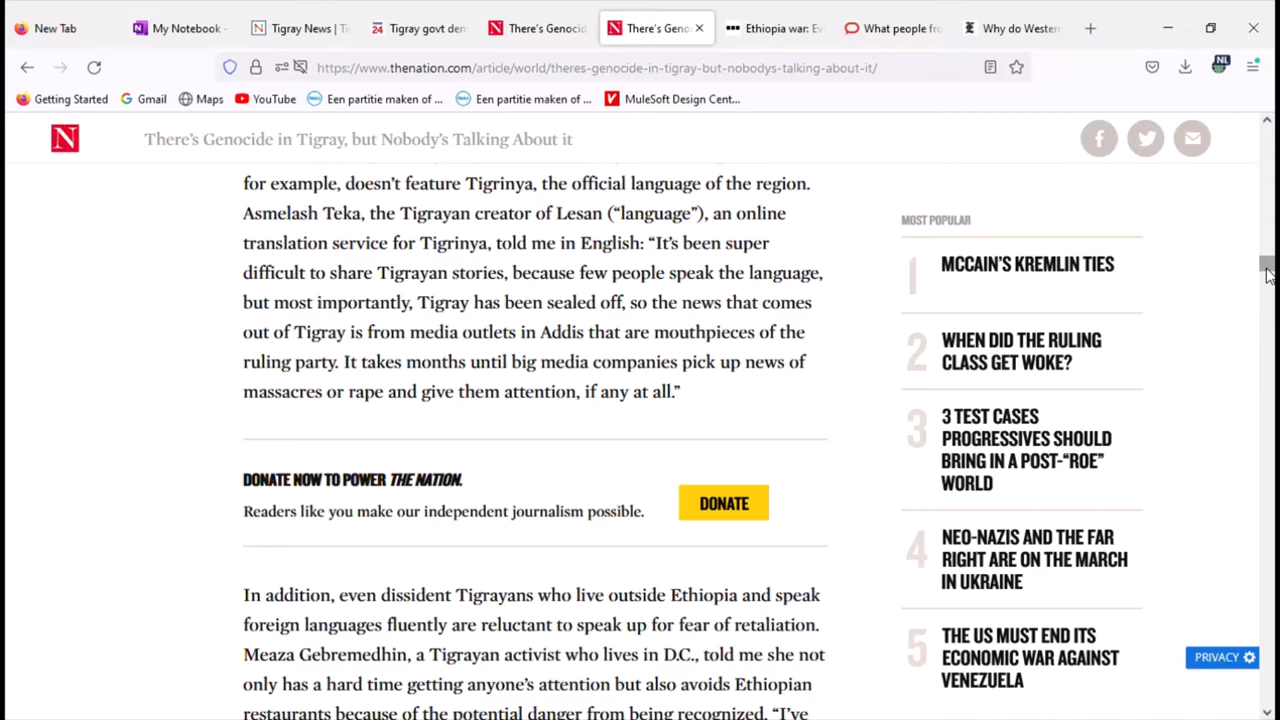 New Tab
My Notebook -
Tigray News | Ti
24 Tigray govt dem
N There's Genocid
N There's Geno
Ethiopia war: Ev
What people fro
Why do Wester
https://www.thenation.com/article/world/theres-genocide-in-tigray-but-nobodys-talking-about-it/
NL
Getting Started
Gmail
Maps
YouTube
Een partitie maken of ...
Een partitie maken of ...
MuleSoft Design Cent...
N There's Genocide in Tigray, but Nobody's Talking About it
for example, doesn't feature Tigrinya, the official language of the region.
Asmelash Teka, the Tigrayan creator of Lesan (“language”), an online
translation service for Tigrinya, told me in English: “It's been super
difficult to share Tigrayan stories, because few people speak the language,
but most importantly, Tigray has been sealed off, so the news that comes
out of Tigray is from media outlets in Addis that are mouthpieces of the
ruling party. It takes months until big media companies pick up news of
massacres or rape and give them attention, if any at all.”
DONATE NOW TO POWER THE NATION.
Readers like you make our independent journalism possible.
DONATE
In addition, even dissident Tigrayans who live outside Ethiopia and speak
foreign languages fluently are reluctant to speak up for fear of retaliation.
Meaza Gebremedhin, a Tigrayan activist who lives in D.C., told me she not
only has a hard time getting anyone's attention but also avoids Ethiopian
restaurants because of the potential danger from being recognized. “I've
MOST POPULAR
1 MCCAIN'S KREMLIN TIES
2 WHEN DID THE RULING
CLASS GET WOKE?
3 3 TEST CASES
PROGRESSIVES SHOULD
BRING IN A POST-“ROE”
WORLD
4 NEO-NAZIS AND THE FAR
RIGHT ARE ON THE MARCH
IN UKRAINE
5 THE US MUST END ITS
ECONOMIC WAR AGAINST
VENEZUELA
PRIVACY